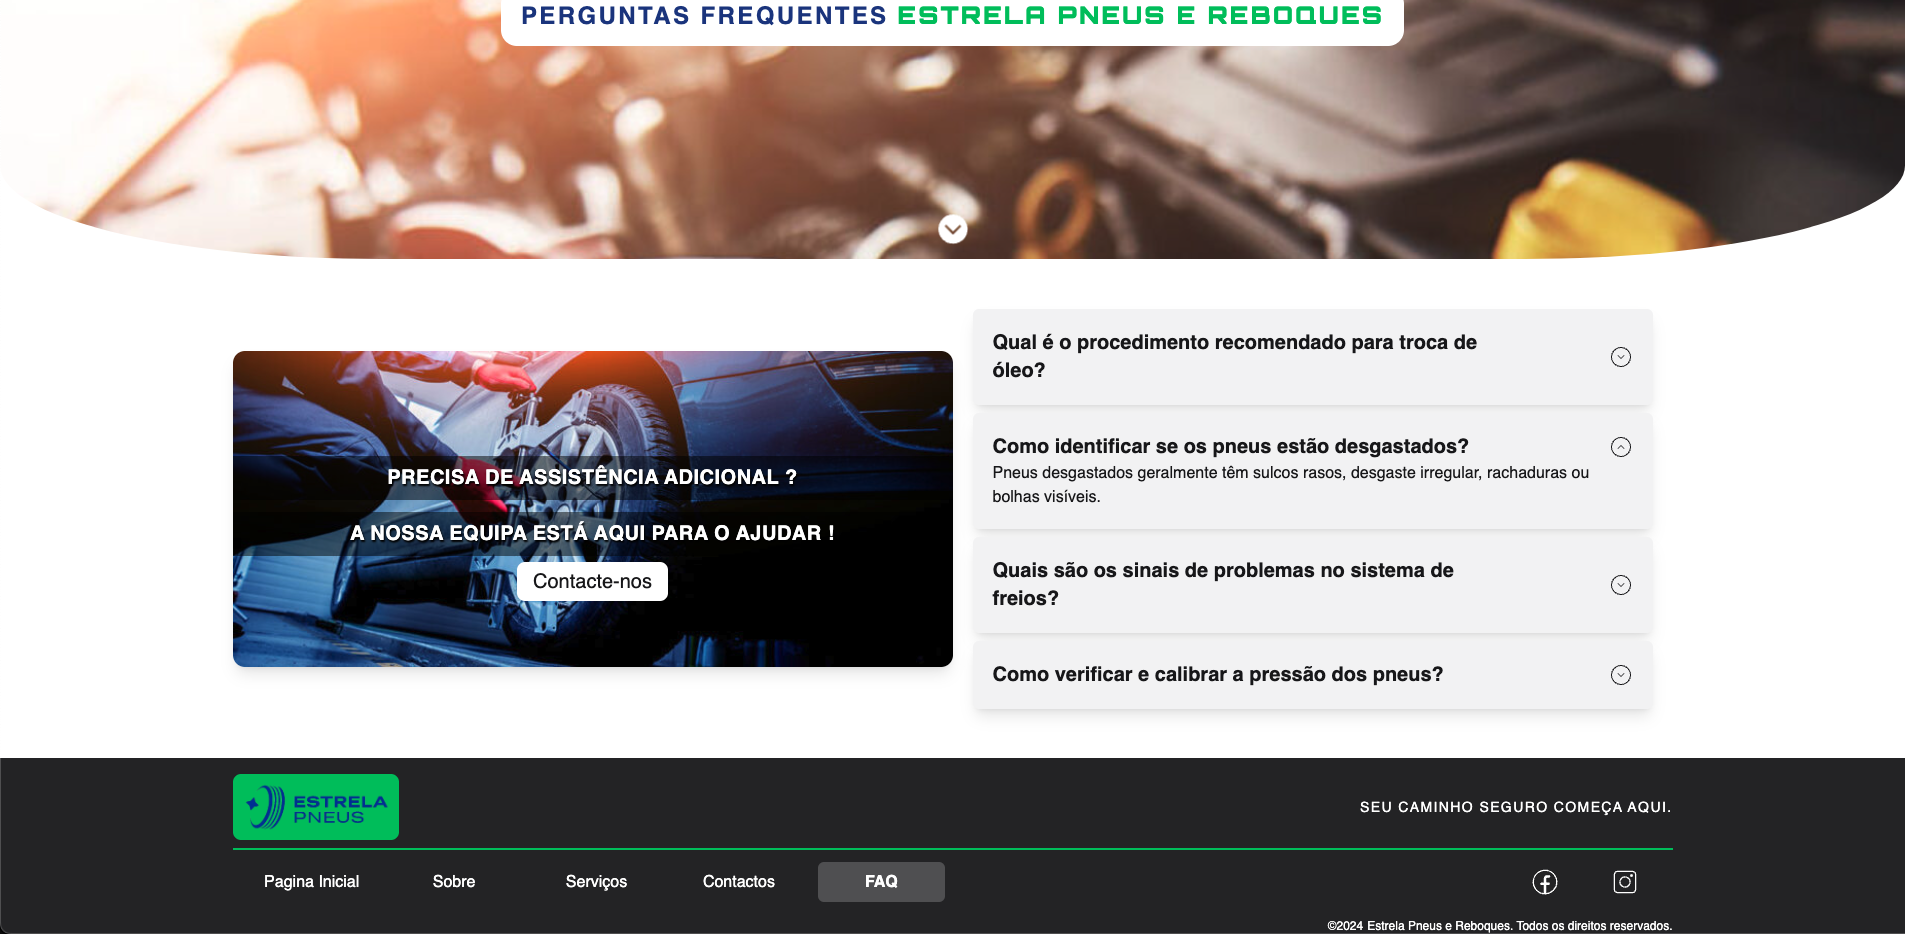 PERGUNTAS FREQUENTES ESTRELA PNEUS E REBOQUES
PRECISA DE ASSISTÊNCIA ADICIONAL ?
A NOSSA EQUIPA ESTÁ AQUI PARA O AJUDAR !
Contacte-nos
Qual é o procedimento recomendado para troca de
óleo?
Como identificar se os pneus estão desgastados?
Pneus desgastados geralmente têm sulcos rasos, desgaste irregular, rachaduras ou
bolhas visíveis.
Quais são os sinais de problemas no sistema de
freios?
Como verificar e calibrar a pressão dos pneus?
ESTRELA
PNEUS
SEU CAMINHO SEGURO COMEÇA AQUI.
Pagina Inicial Sobre Serviços Contactos FAQ
©2024 Estrela Pneus e Reboques. Todos os direitos reservados.